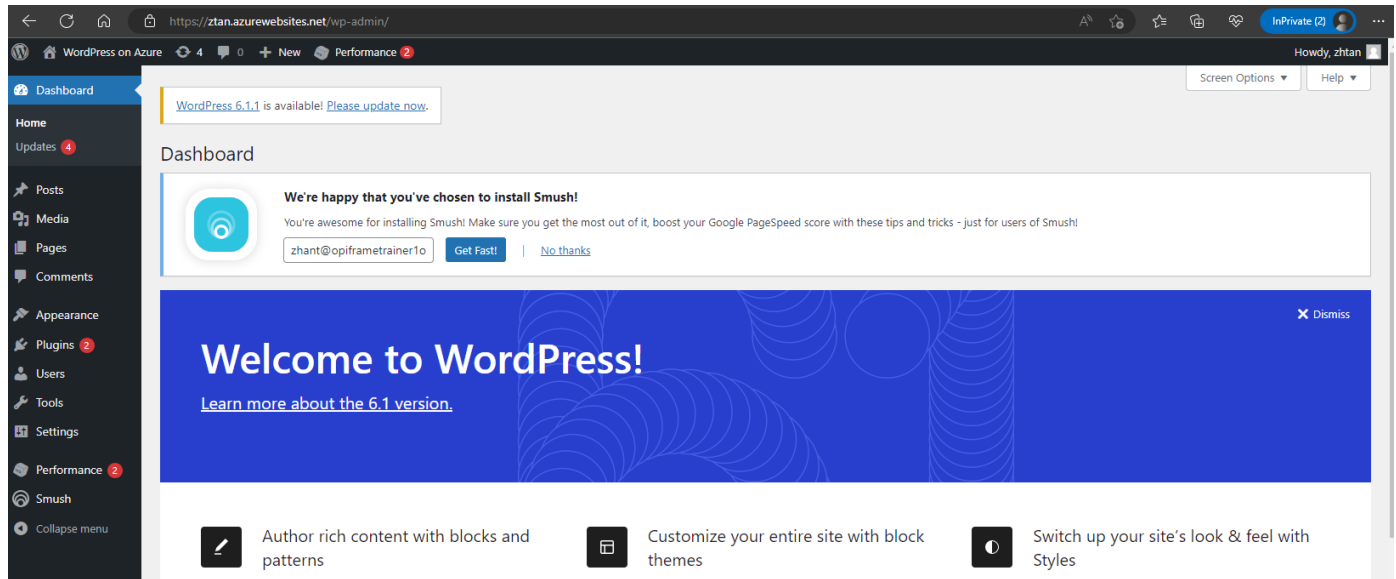 https://ztan.azurewebsites.net/wp-admin/
InPrivate (2)
WordPress on Azure 4 0 + New Performance 2
Howdy, zhtan
Dashboard
Home
Updates 4
Posts
Media
Pages
Comments
Appearance
Plugins 2
Users
Tools
Settings
Performance 2
Smush
Collapse menu
Screen Options ▼ Help ▼
WordPress 6.1.1 is available! Please update now.
Dashboard
We're happy that you've chosen to install Smush!
You're awesome for installing Smush! Make sure you get the most out of it, boost your Google PageSpeed score with these tips and tricks - just for users of Smush!
zhant@opiframetrainer1o Get Fast! | No thanks
Dismiss
Welcome to WordPress!
Learn more about the 6.1 version.
Author rich content with blocks and
patterns
Customize your entire site with block
themes
Switch up your site's look & feel with
Styles